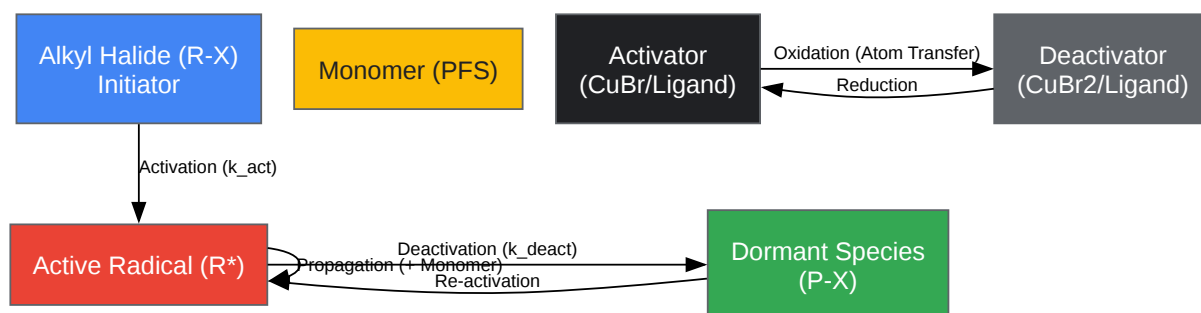 Alkyl Halide (R-X)
Initiator
Monomer (PFS)
Activator
(CuBr/Ligand)
Oxidation (Atom Transfer)
Reduction
Deactivator
(CuBr2/Ligand)
Activation (k_act)
Active Radical (R*)
Deactivation (k_deact)
Propagation (+ Monomer)
Re-activation
Dormant Species
(P-X)